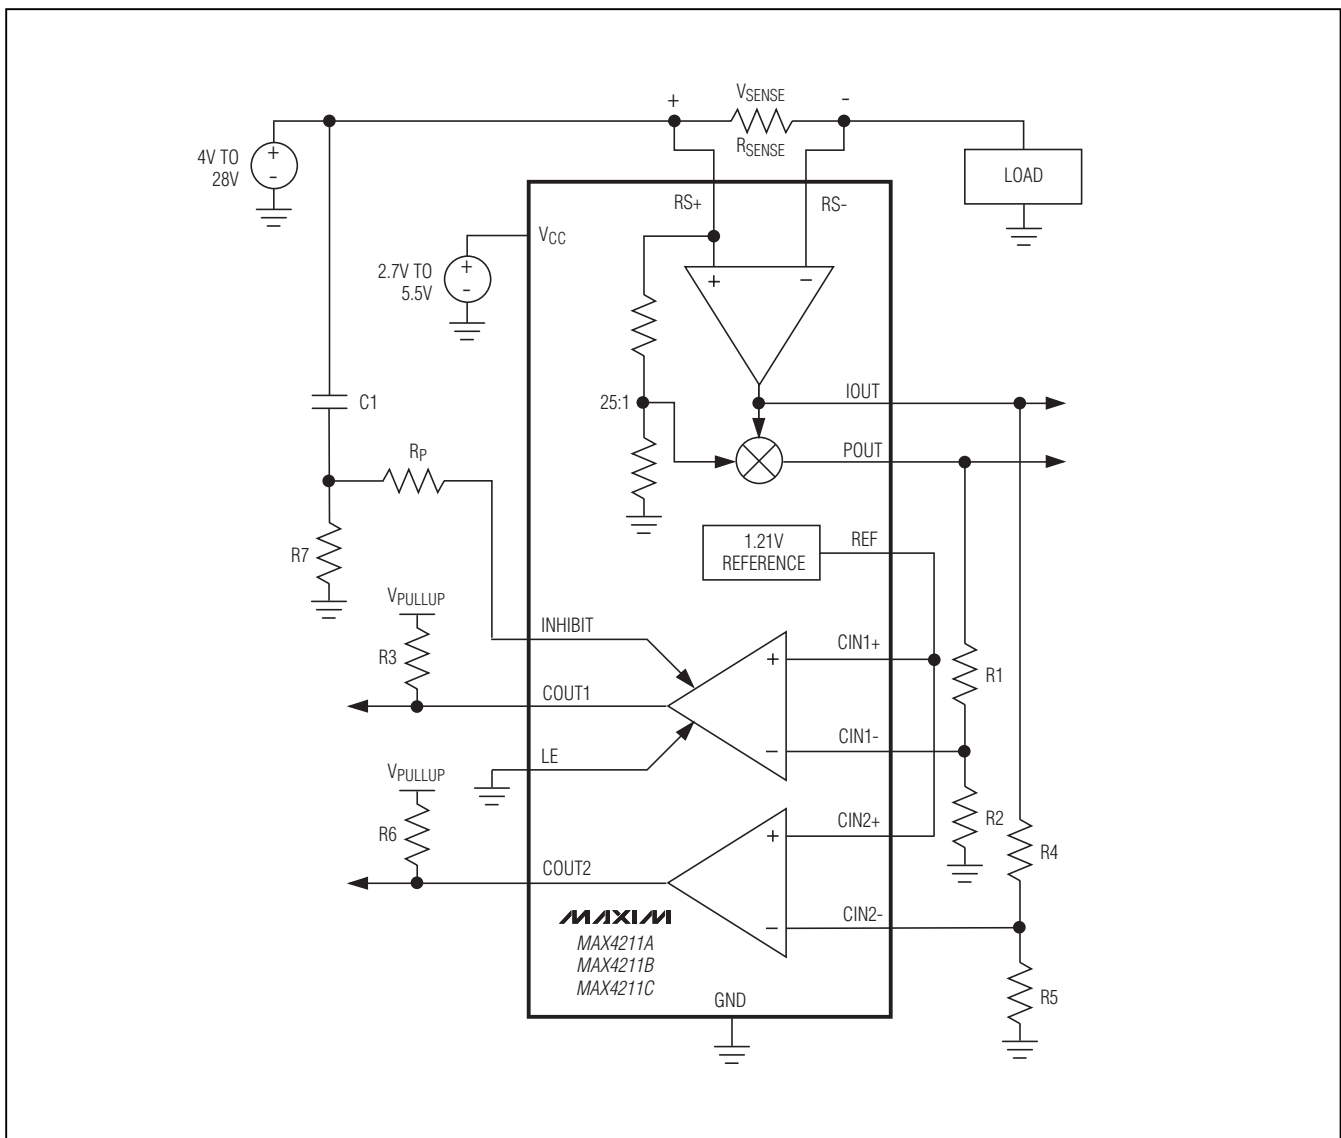 +
VSENSE
-
RSENSE
4V TO
28V
+
-
LOAD
RS+
RS-
VCC
2.7V TO
5.5V
+
-
+
−
C1
25:1
IOUT
POUT
RP
1.21V
REFERENCE
REF
R7
VPULLUP
INHIBIT
CIN1+
R3
+
R1
COUT1
CIN1-
−
LE
VPULLUP
CIN2+
R2
R6
+
R4
COUT2
CIN2-
−
MAXIM
MAX4211A
MAX4211B
MAX4211C
GND
R5